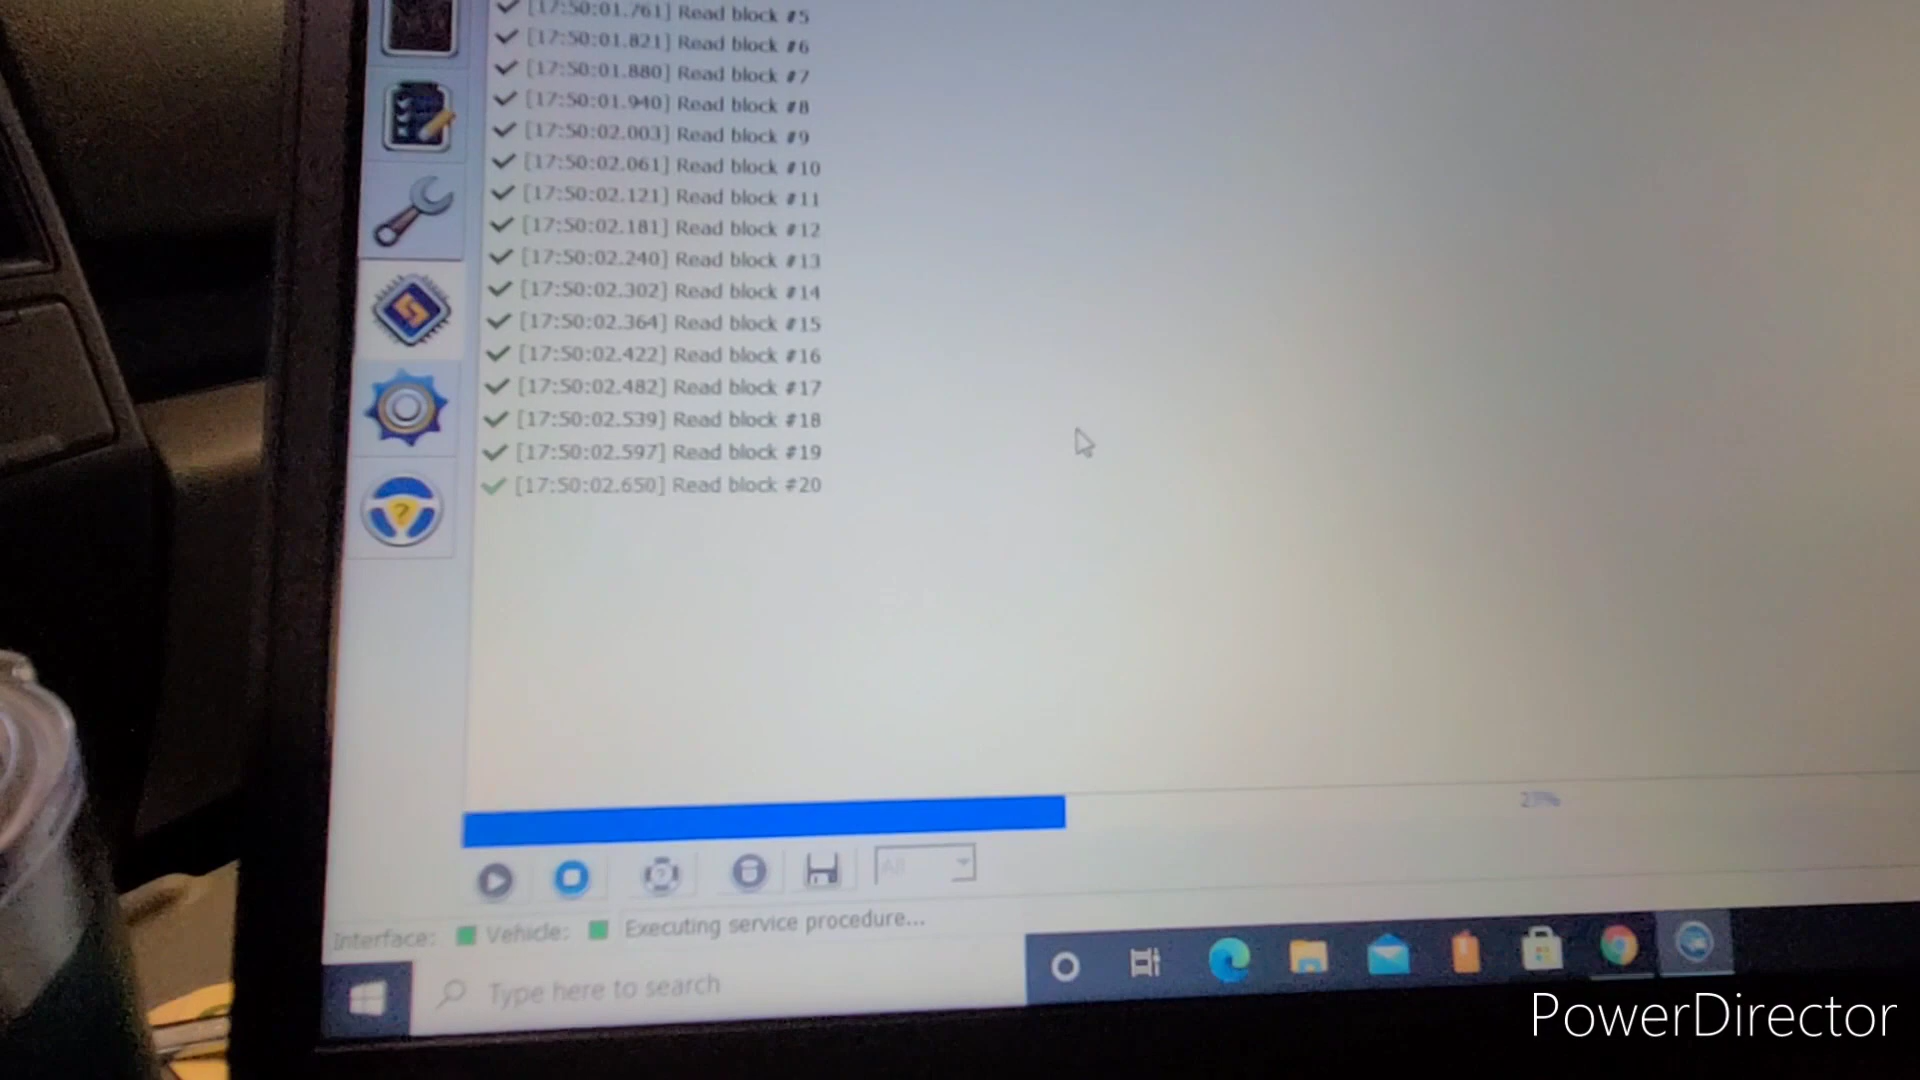 [17:50:01.761] Read block #5
[17:50:01.821] Read block #6
[17:50:01.880] Read block #7
[17:50:01.940] Read block #8
[17:50:02.003] Read block #9
[17:50:02.061] Read block #10
[17:50:02.121] Read block #11
[17:50:02.181] Read block #12
[17:50:02.240] Read block #13
[17:50:02.302] Read block #14
[17:50:02.364] Read block #15
[17:50:02.422] Read block #16
[17:50:02.482] Read block #17
[17:50:02.539] Read block #18
[17:50:02.597] Read block #19
[17:50:02.650] Read block #20
All
Interface: Vehicle: Executing service procedure...
Type here to search
PowerDirector